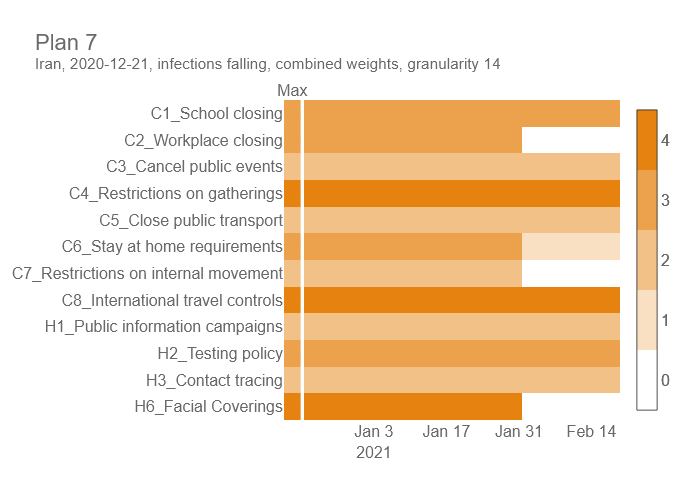 Plan 7
Iran, 2020-12-21, infections falling, combined weights, granularity 14
Max
C1_School closing
C2_Workplace closing
C3_Cancel public events
C4_Restrictions on gatherings
C5_Close public transport
C6_Stay at home requirements
C7_Restrictions on internal movement
C8_International travel controls
H1_Public information campaigns
H2_Testing policy
H3_Contact tracing
H6_Facial Coverings
Jan 3 Jan 17 Jan 31 Feb 14
2021
4
3
2
1
0